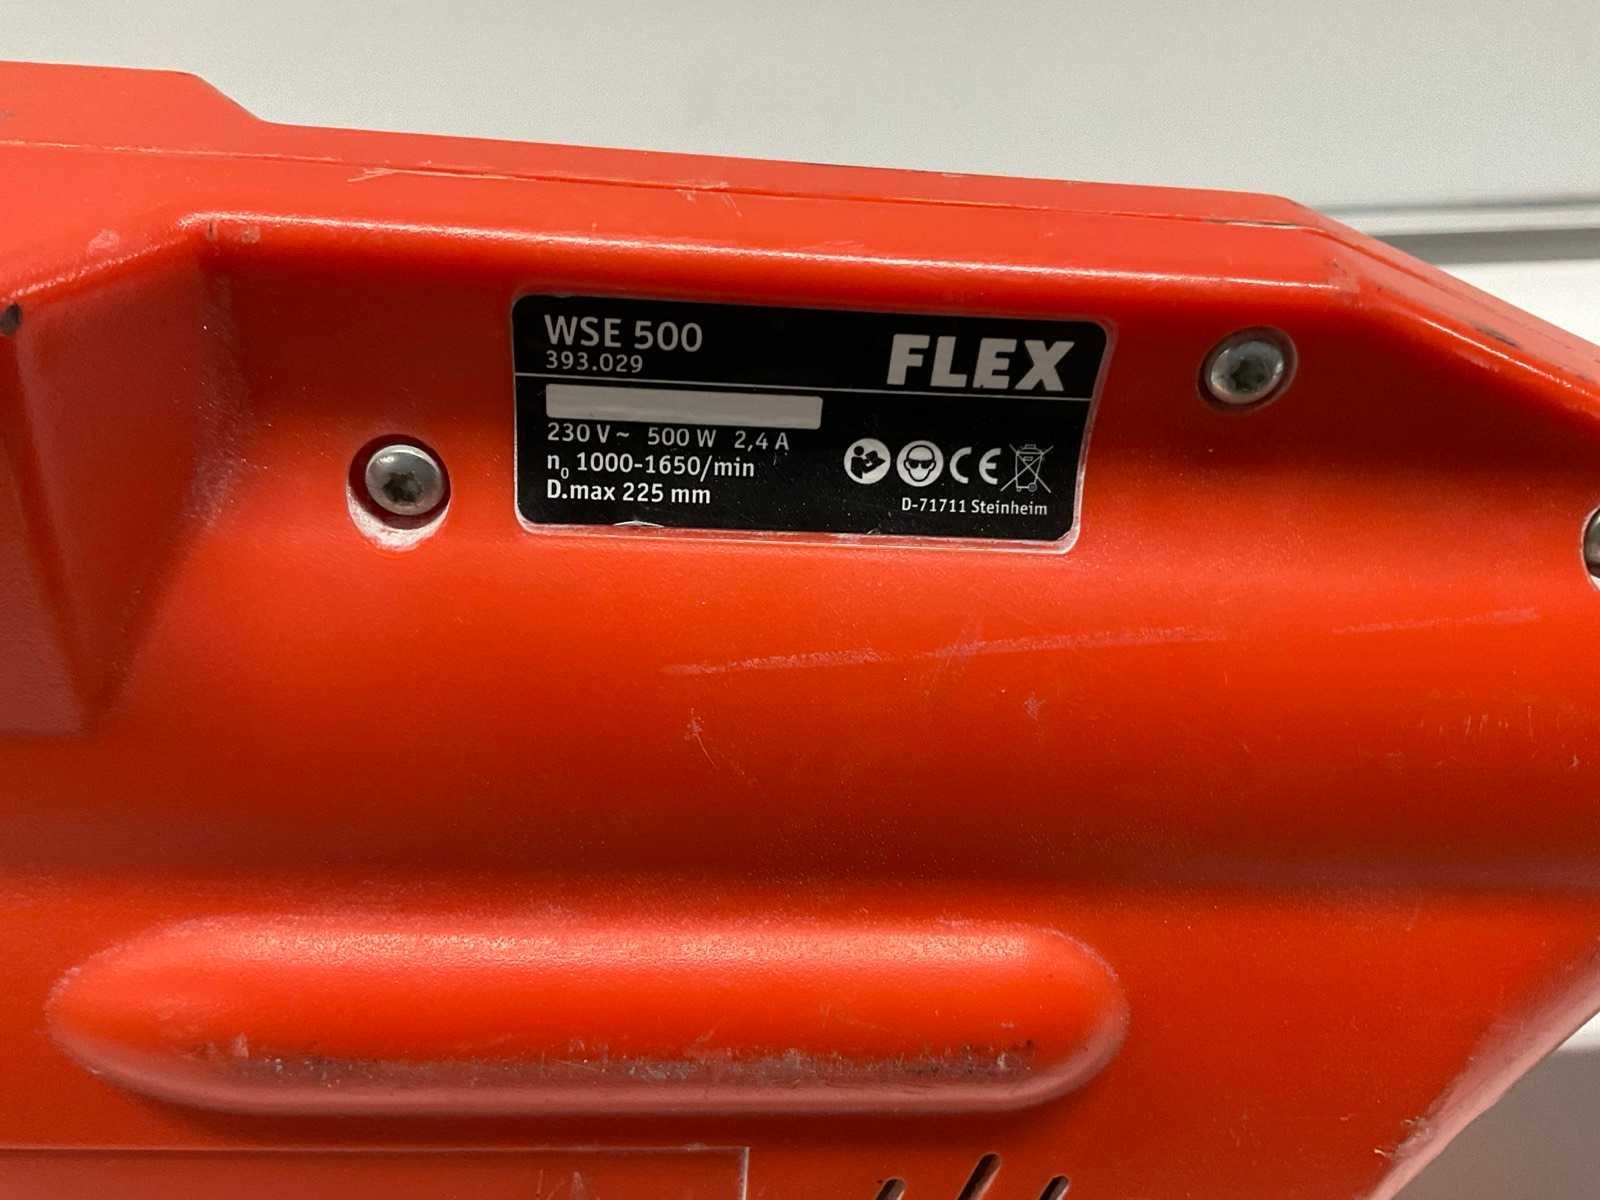 WSE 500
393.029
FLEX
230 V ~ 500 W 2,4 A
n0 1000-1650/min
D.max 225 mm
CE
D-71711 Steinheim